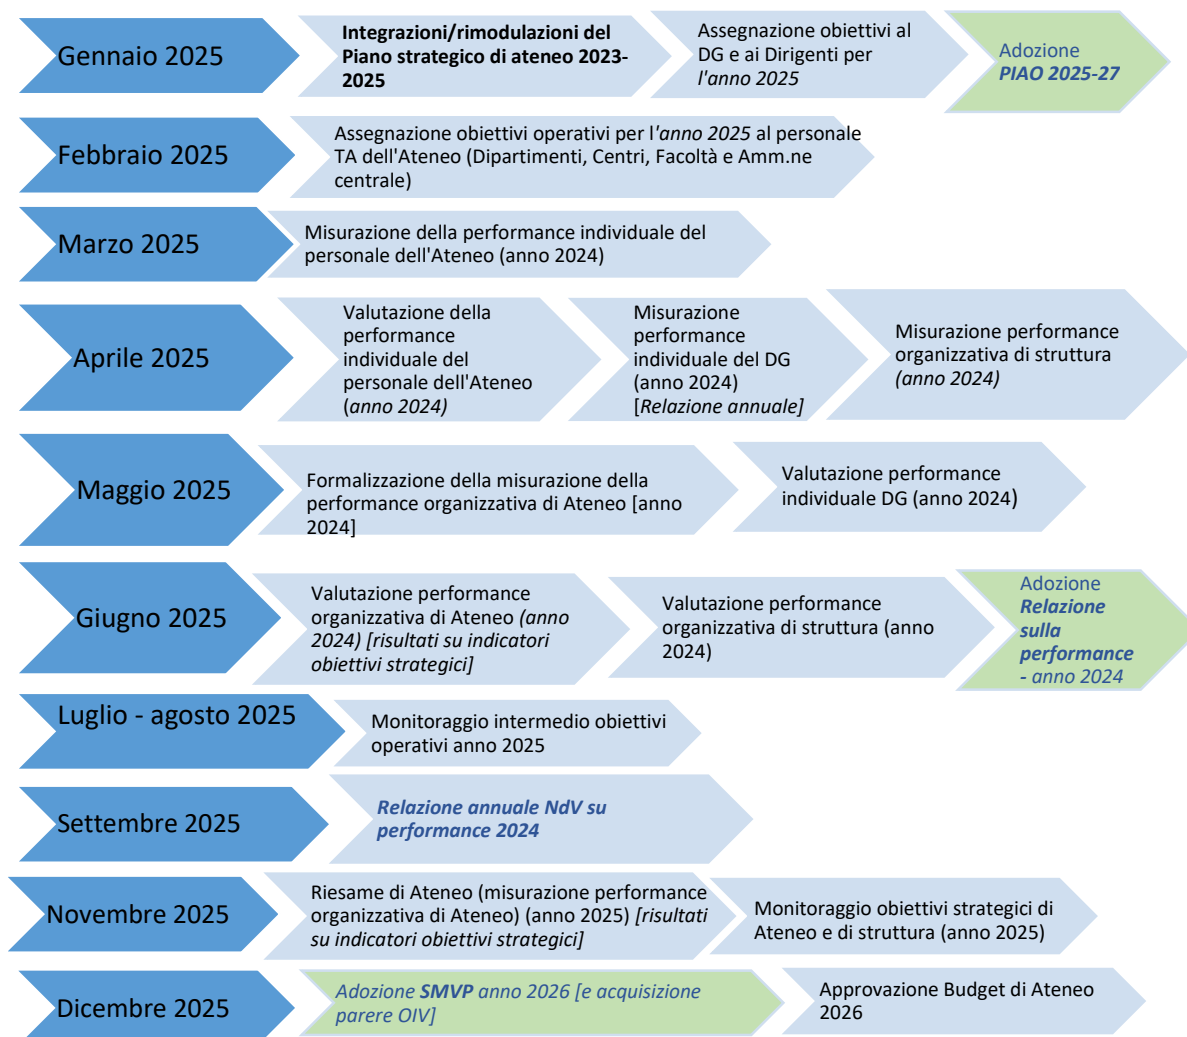 Gennaio 2025
Integrazioni/rimodulazioni del
Piano strategico di ateneo 2023-
2025
Assegnazione obiettivi al
DG e ai Dirigenti per
l'anno 2025
Adozione
PIAO 2025-27
Febbraio 2025
Assegnazione obiettivi operativi per l'anno 2025 al personale
TA dell'Ateneo (Dipartimenti, Centri, Facoltà e Amm.ne
centrale)
Marzo 2025
Misurazione della performance individuale del
personale dell'Ateneo (anno 2024)
Aprile 2025
Valutazione della
performance
individuale del
personale dell'Ateneo
(anno 2024)
Misurazione
performance
individuale del DG
(anno 2024)
[Relazione annuale]
Misurazione performance
organizzativa di struttura
(anno 2024)
Maggio 2025
Formalizzazione della misurazione della
performance organizzativa di Ateneo [anno
2024]
Valutazione performance
individuale DG (anno 2024)
Giugno 2025
Valutazione performance
organizzativa di Ateneo (anno
2024) [risultati su indicatori
obiettivi strategici]
Valutazione performance
organizzativa di struttura (anno
2024)
Adozione
Relazione
sulla
performance
- anno 2024
Luglio - agosto 2025
Monitoraggio intermedio obiettivi
operativi anno 2025
Settembre 2025
Relazione annuale NdV su
performance 2024
Novembre 2025
Riesame di Ateneo (misurazione performance
organizzativa di Ateneo) (anno 2025) [risultati
su indicatori obiettivi strategici]
Monitoraggio obiettivi strategici di
Ateneo e di struttura (anno 2025)
Dicembre 2025
Adozione SMVP anno 2026 [e acquisizione
parere OIV]
Approvazione Budget di Ateneo
2026